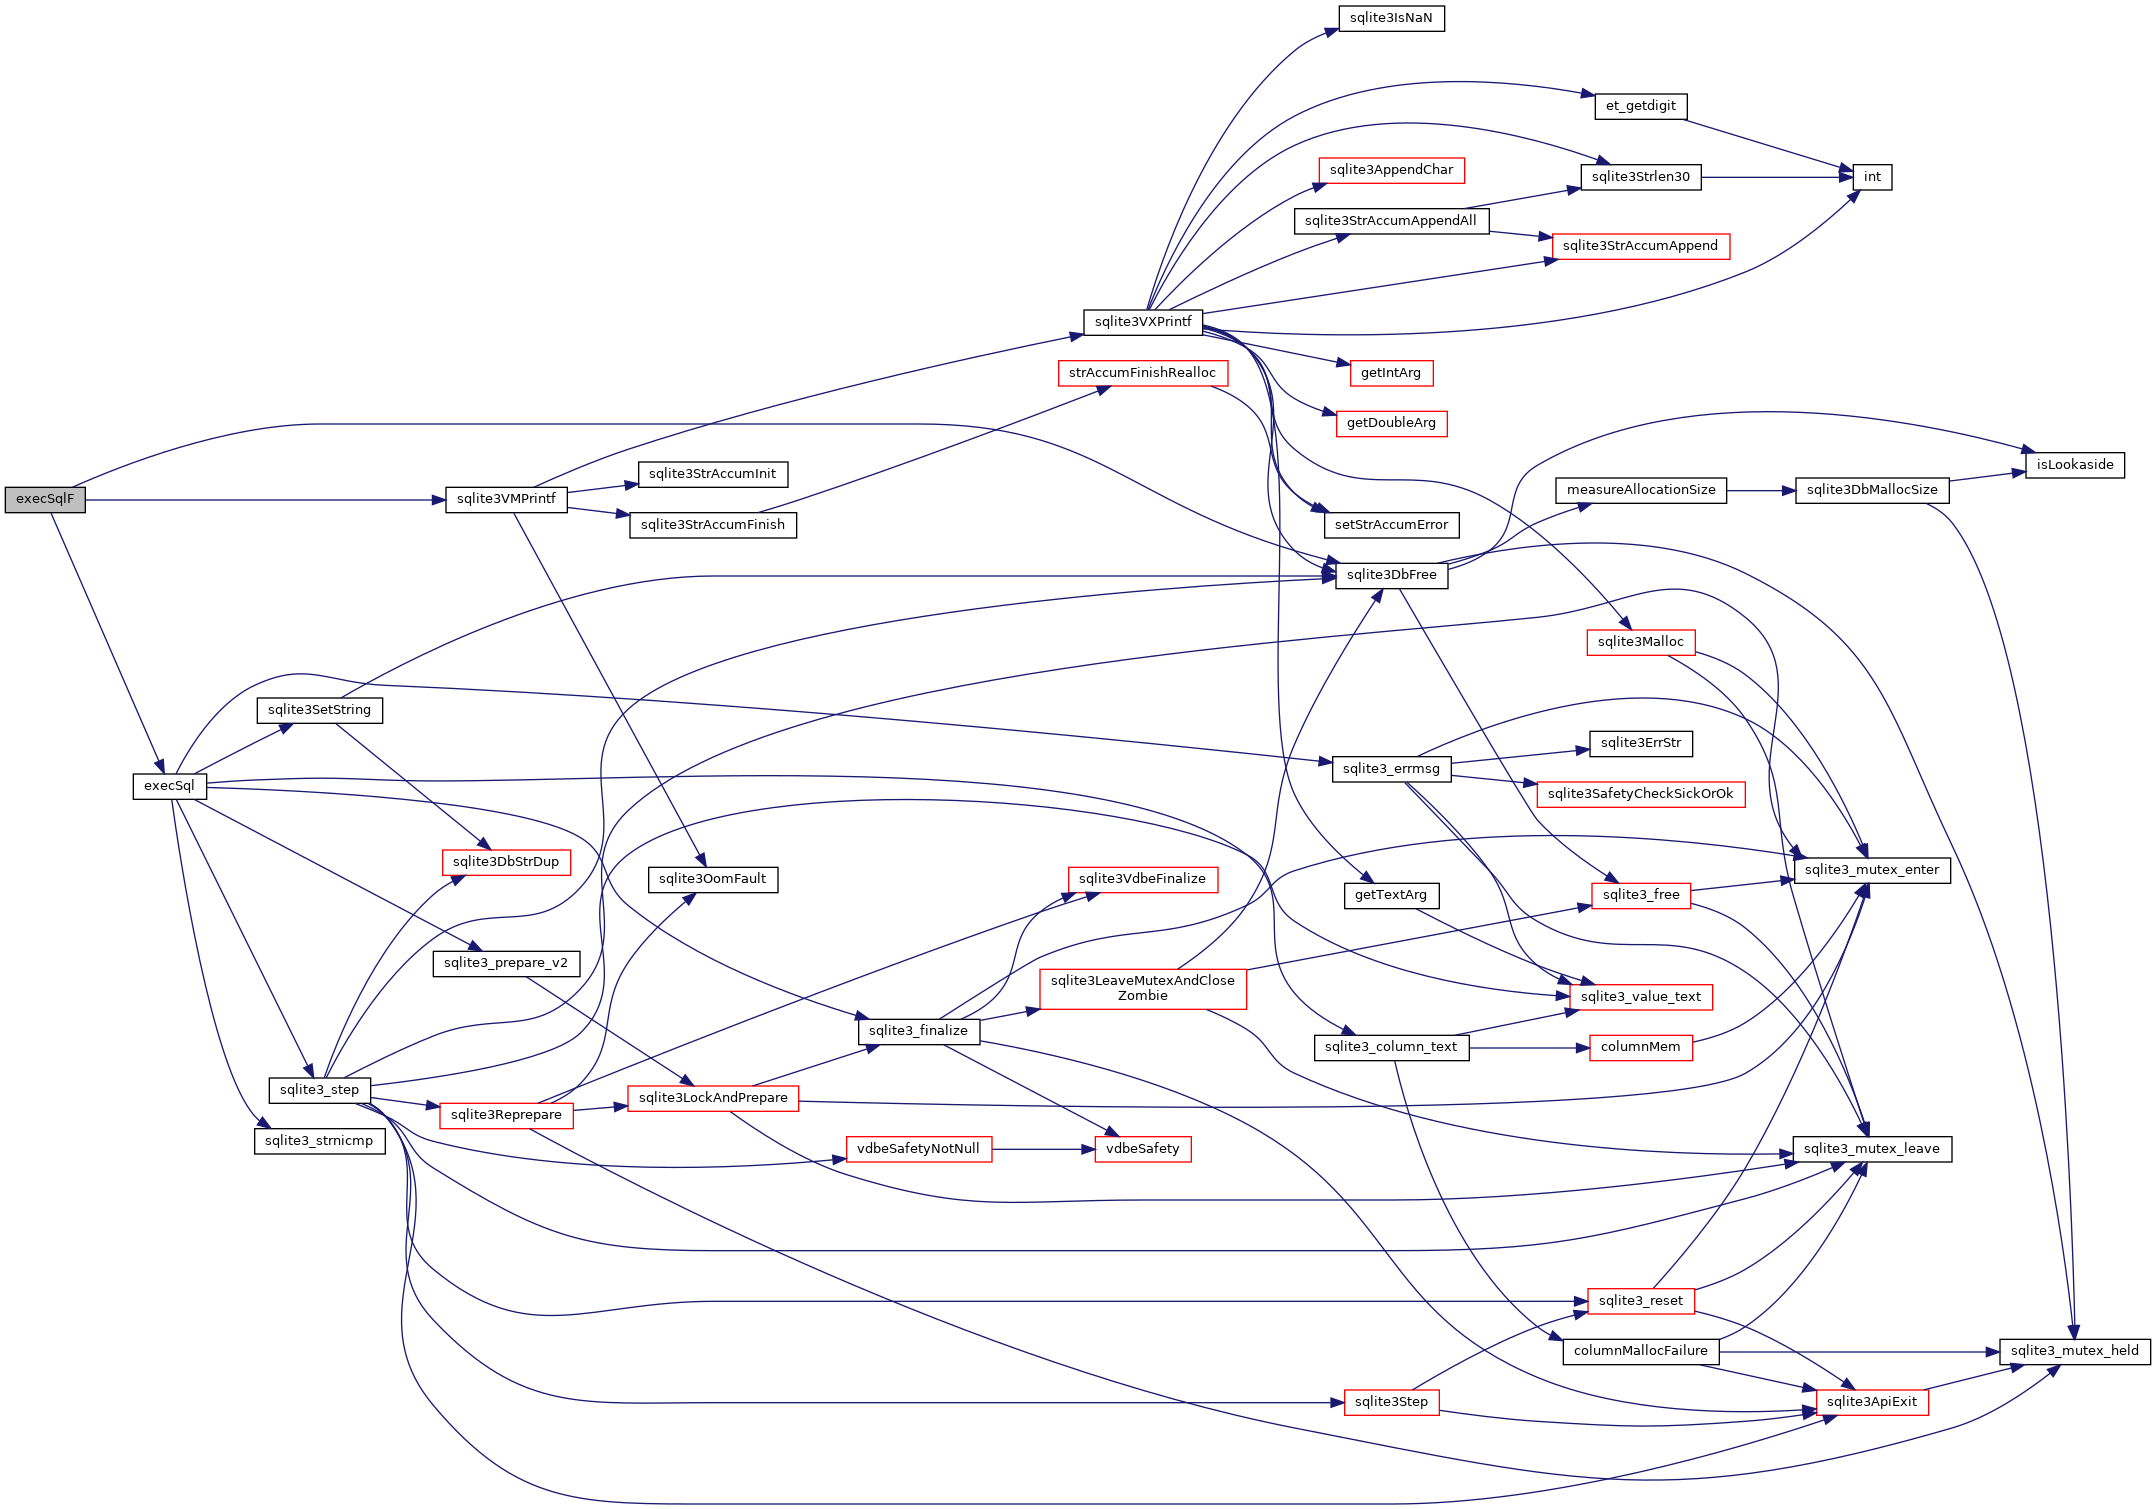 sqlite3IsNaN
et_getdigit
sqlite3AppendChar
sqlite3Strlen30
int
sqlite3StrAccumAppendAll
sqlite3StrAccumAppend
sqlite3VXPrintf
strAccumFinishRealloc
getIntArg
getDoubleArg
isLookaside
sqlite3StrAccumInit
measureAllocationSize
sqlite3DbMallocSize
execSqlF
sqlite3VMPrintf
sqlite3StrAccumFinish
setStrAccumError
sqlite3DbFree
sqlite3Malloc
sqlite3SetString
sqlite3ErrStr
sqlite3_errmsg
execSql
sqlite3SafetyCheckSickOrOk
sqlite3DbStrDup
sqlite3_mutex_enter
sqlite3OomFault
sqlite3VdbeFinalize
getTextArg
sqlite3_free
sqlite3_prepare_v2
sqlite3LeaveMutexAndClose
Zombie
sqlite3_value_text
sqlite3_finalize
sqlite3_column_text
columnMem
sqlite3_step
sqlite3LockAndPrepare
sqlite3Reprepare
sqlite3_strnicmp
vdbeSafetyNotNull
vdbeSafety
sqlite3_mutex_leave
sqlite3_reset
columnMallocFailure
sqlite3_mutex_held
sqlite3Step
sqlite3ApiExit